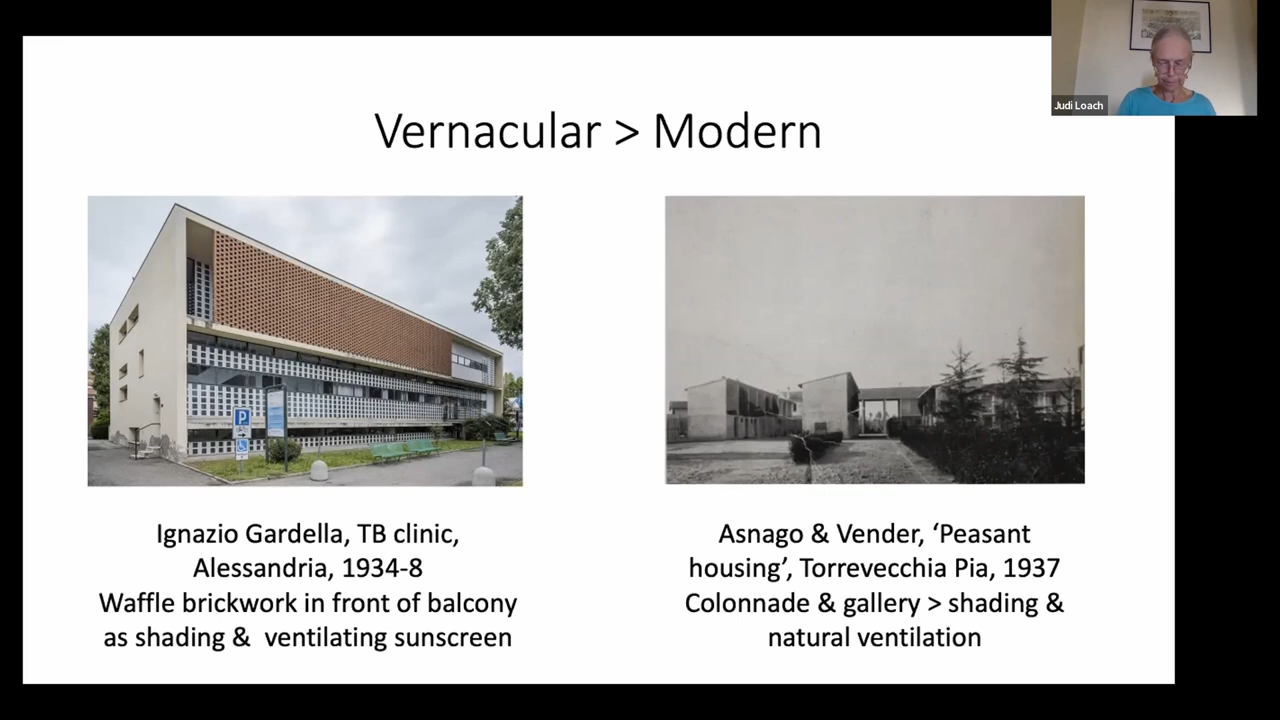 Judi Loach
Vernacular > Modern
P
Ignazio Gardella, TB clinic,
Alessandria, 1934-8
Waffle brickwork in front of balcony
as shading & ventilating sunscreen
Asnago & Vender, ‘Peasant
housing’, Torrevecchia Pia, 1937
Colonnade & gallery > shading &
natural ventilation